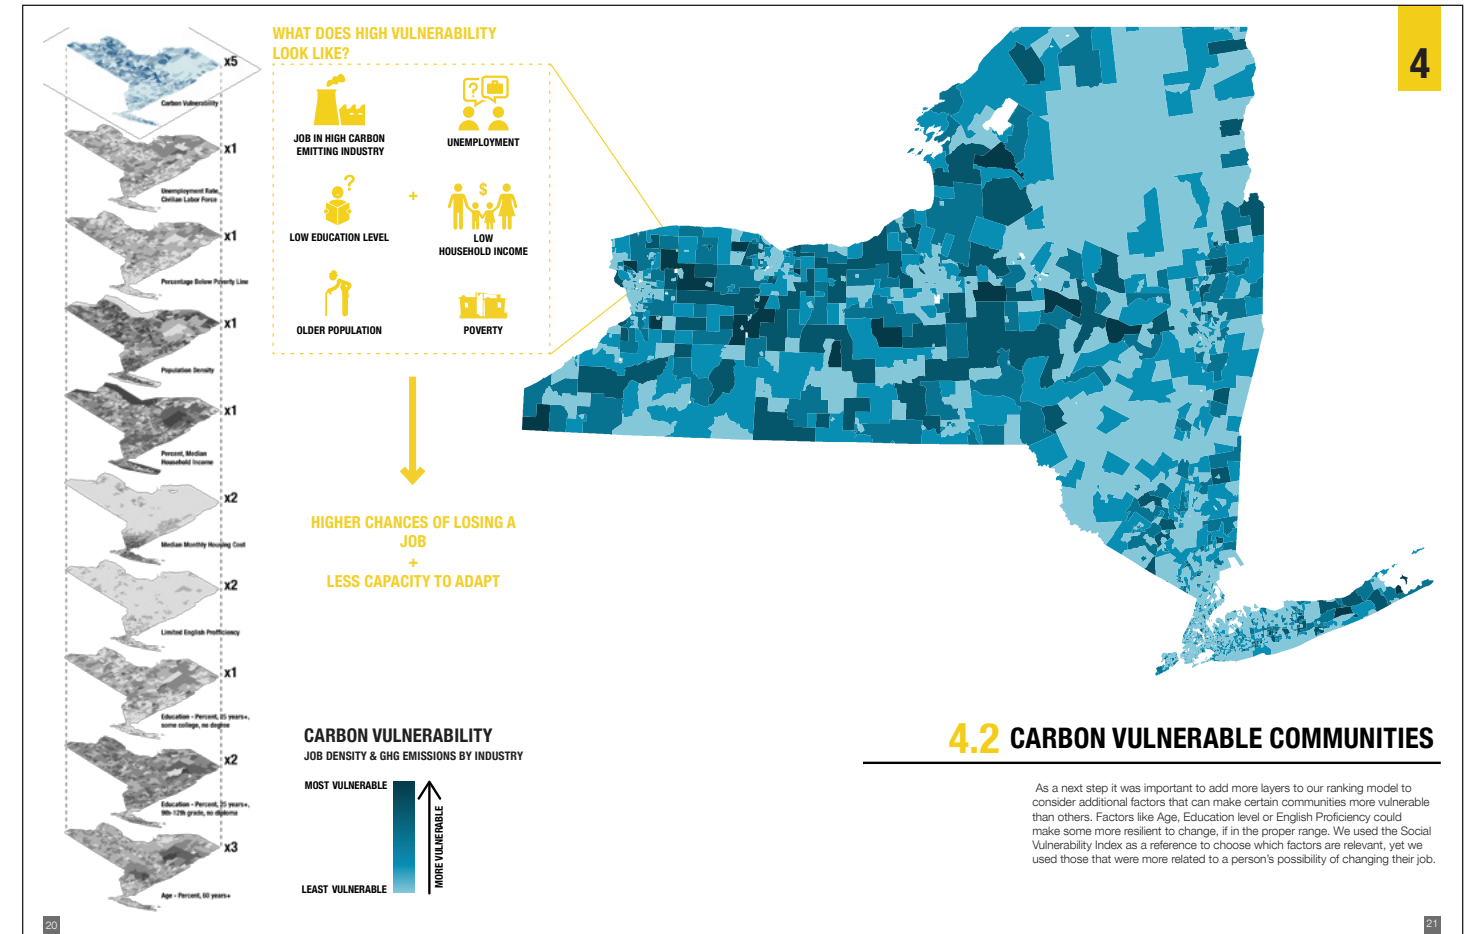 WHAT DOES HIGH VULNERABILITY
LOOK LIKE?
JOB IN HIGH CARBON
EMITTING INDUSTRY
UNEMPLOYMENT
?
?
LOW EDUCATION LEVEL
+
$
LOW
HOUSEHOLD INCOME
OLDER POPULATION
POVERTY
HIGHER CHANCES OF LOSING A
JOB
+
LESS CAPACITY TO ADAPT
x5
Carbon Vulnerability
x1
Unemployment Rate,
Civilian Labor Force
x1
Percentage Below Poverty Line
x1
Population Density
x1
Percent, Median
Household Income
x2
Median Monthly Housing Cost
x2
Limited English Profficiency
x1
Education - Percent, 25 years+,
some college, no degree
x2
Education - Percent, 25 years+,
9th-12th grade, no diploma
x3
Age - Percent, 60 years+
CARBON VULNERABILITY
JOB DENSITY & GHG EMISSIONS BY INDUSTRY
MOST VULNERABLE
LEAST VULNERABLE
MORE VULNERABLE
4
4.2 CARBON VULNERABLE COMMUNITIES
As a next step it was important to add more layers to our ranking model to
consider additional factors that can make certain communities more vulnerable
than others. Factors like Age, Education level or English Proficiency could
make some more resilient to change, if in the proper range. We used the Social
Vulnerability Index as a reference to choose which factors are relevant, yet we
used those that were more related to a person's possibility of changing their job.
20
21